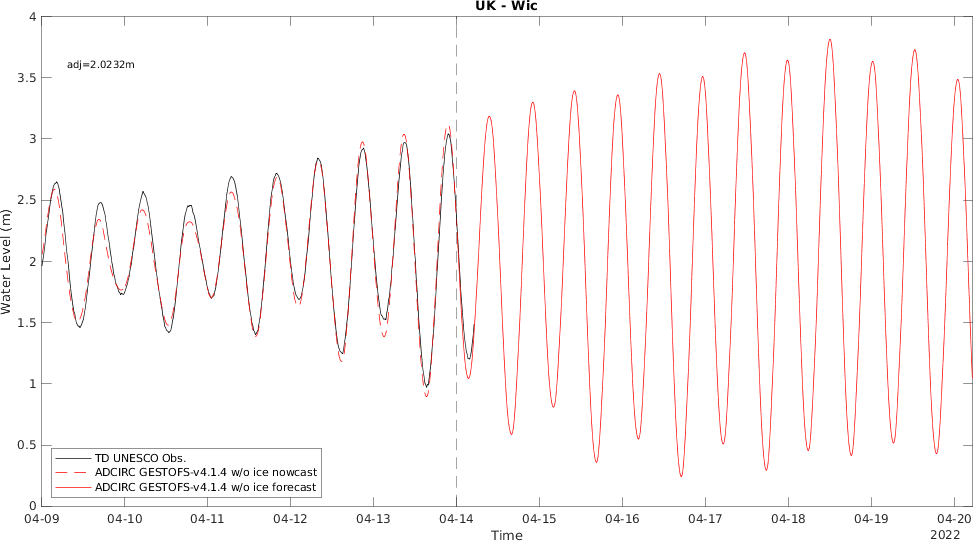 UK - Wic
adj=2.0232m
4
3.5
3
2.5
2
1.5
1
0.5
0
Water Level (m)
TD UNESCO Obs.
ADCIRC GESTOFS-v4.1.4 w/o ice nowcast
ADCIRC GESTOFS-v4.1.4 w/o ice forecast
04-09 04-10 04-11 04-12 04-13 04-14 04-15 04-16 04-17 04-18 04-19 04-20
Time
2022